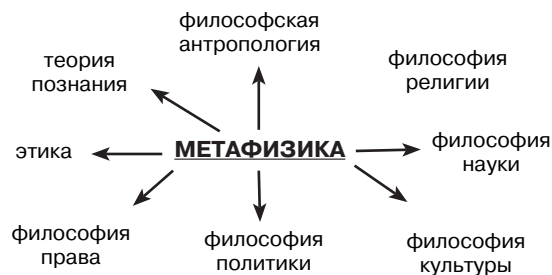 философская
антропология
теория
познания
философия
религии
этика
МЕТАФИЗИКА
философия
науки
философия
права
философия
политики
философия
культуры